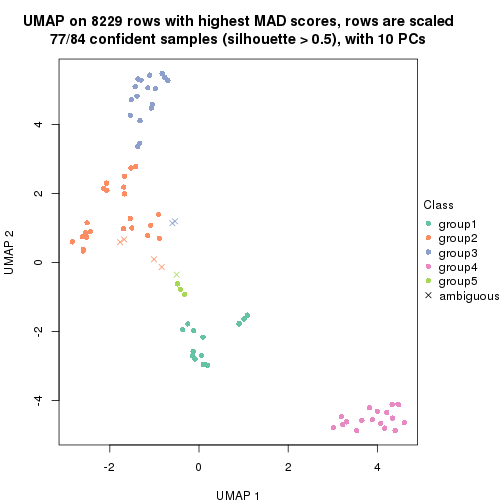 UMAP on 8229 rows with highest MAD scores, rows are scaled
77/84 confident samples (silhouette > 0.5), with 10 PCs
4
2
0
-2
-4
UMAP 2
-2
0
2
4
UMAP 1
Class
group1
group2
group3
group4
group5
ambiguous